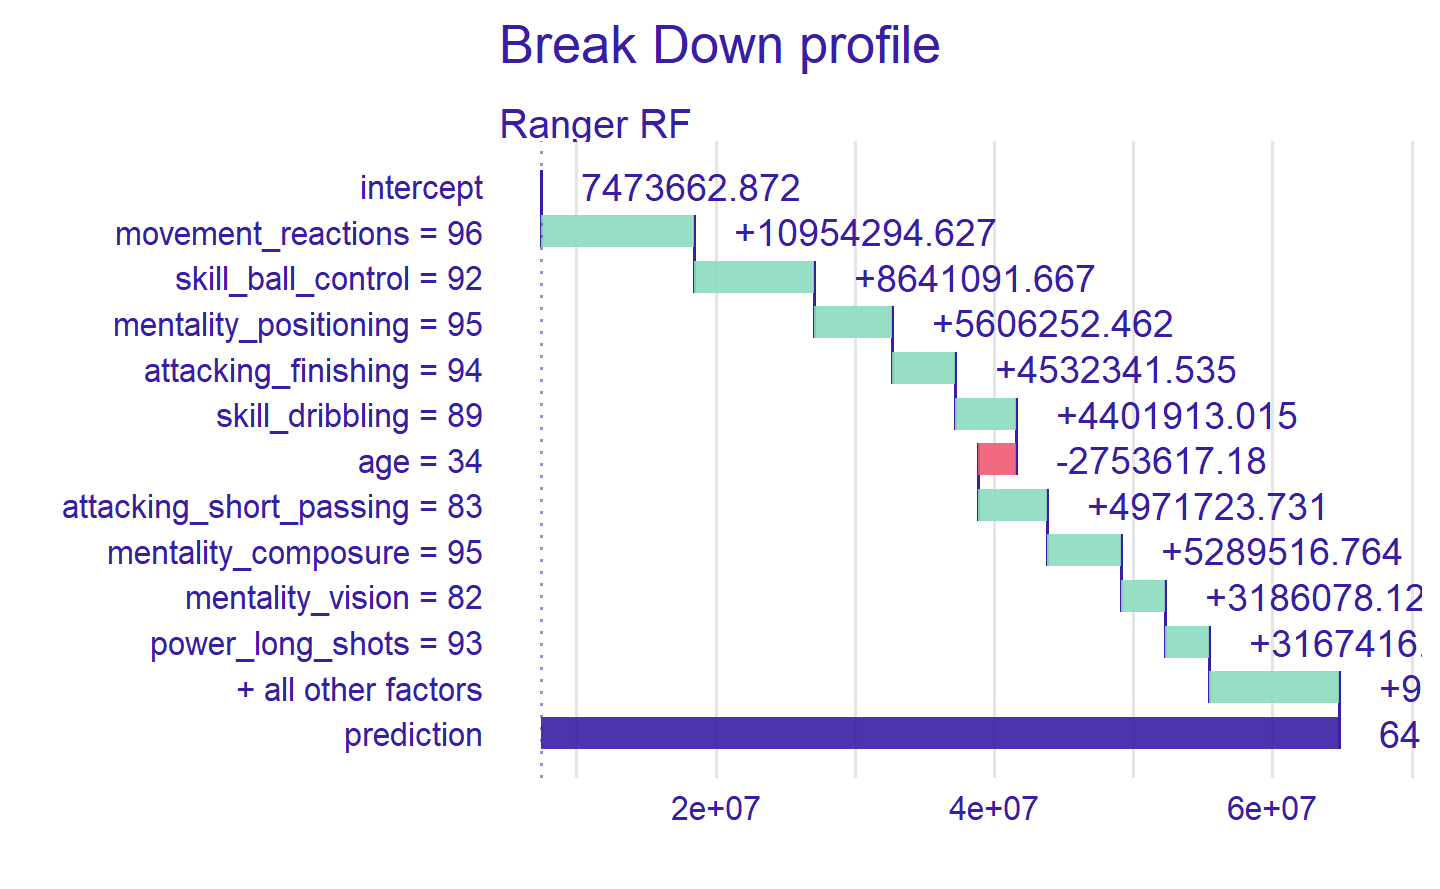 Break Down profile
Ranger RF
intercept 7473662.872
movement_reactions = 96 +10954294.627
skill_ball_control = 92 +8641091.667
mentality_positioning = 95 +5606252.462
attacking_finishing = 94 +4532341.535
skill_dribbling = 89 +4401913.015
age = 34 -2753617.18
attacking_short_passing = 83 +4971723.731
mentality_composure = 95 +5289516.764
mentality_vision = 82 +3186078.12
power_long_shots = 93 +3167416.
+ all other factors +9
prediction 64
2e+07 4e+07 6e+07